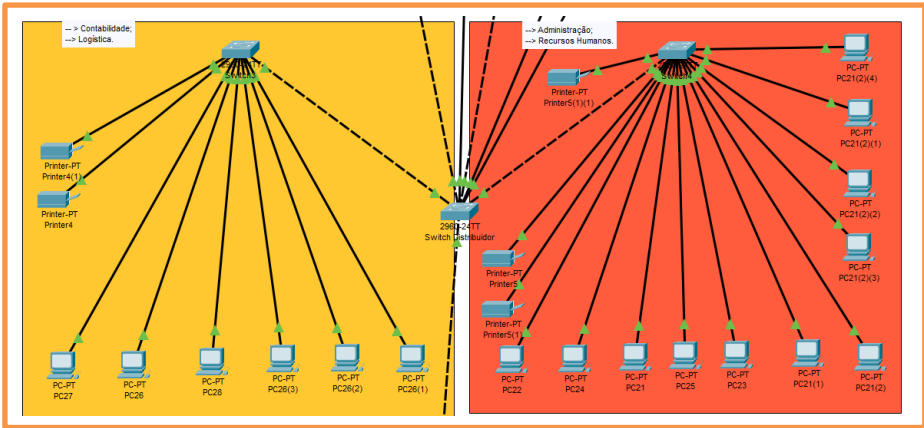 -- > Contabilidade;
--> Logística.
--> Administração;
--> Recursos Humanos.
Printer-PT
Printer4(1)
Printer-PT
Printer4
2960-24TT
Switch Distribuidor
PC-PT
PC27
PC-PT
PC26
PC-PT
PC28
PC-PT
PC26(3)
PC-PT
PC26(2)
PC-PT
PC26(1)
Printer-PT
Printer5(1)(1)
PC-PT
PC21(2)(4)
PC-PT
PC21(2)(1)
PC-PT
PC21(2)(2)
PC-PT
PC21(2)(3)
Printer-PT
Printer5
Printer-PT
Printer5(1)
PC-PT
PC22
PC-PT
PC24
PC-PT
PC21
PC-PT
PC25
PC-PT
PC23
PC-PT
PC21(1)
PC-PT
PC21(2)